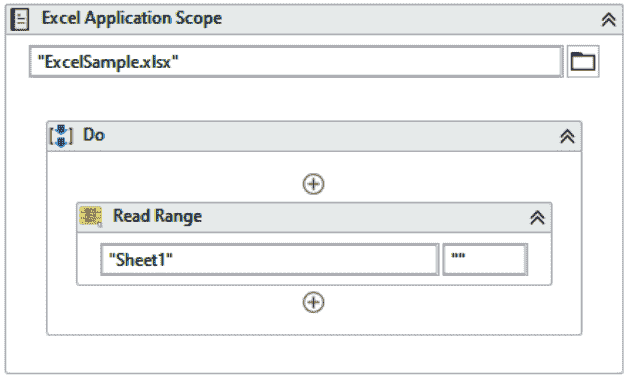 Excel Application Scope
"ExcelSample.xlsx"
Do
Read Range
"Sheet1" ""